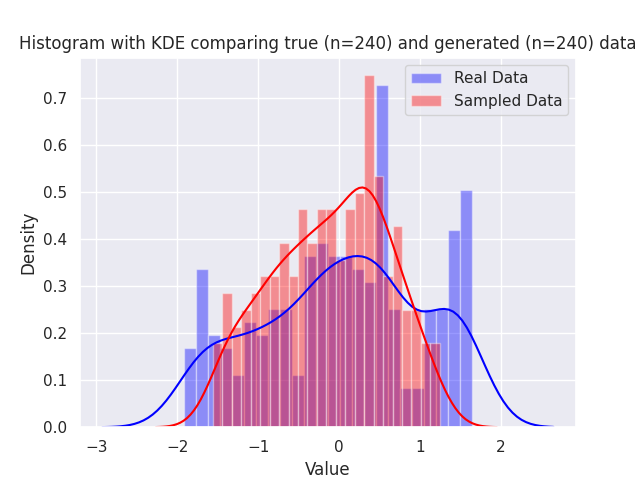 Histogram with KDE comparing true (n=240) and generated (n=240) data
Real Data
Sampled Data
Density
0.7
0.6
0.5
0.4
0.3
0.2
0.1
0.0
−3 −2 −1 0 1 2
Value